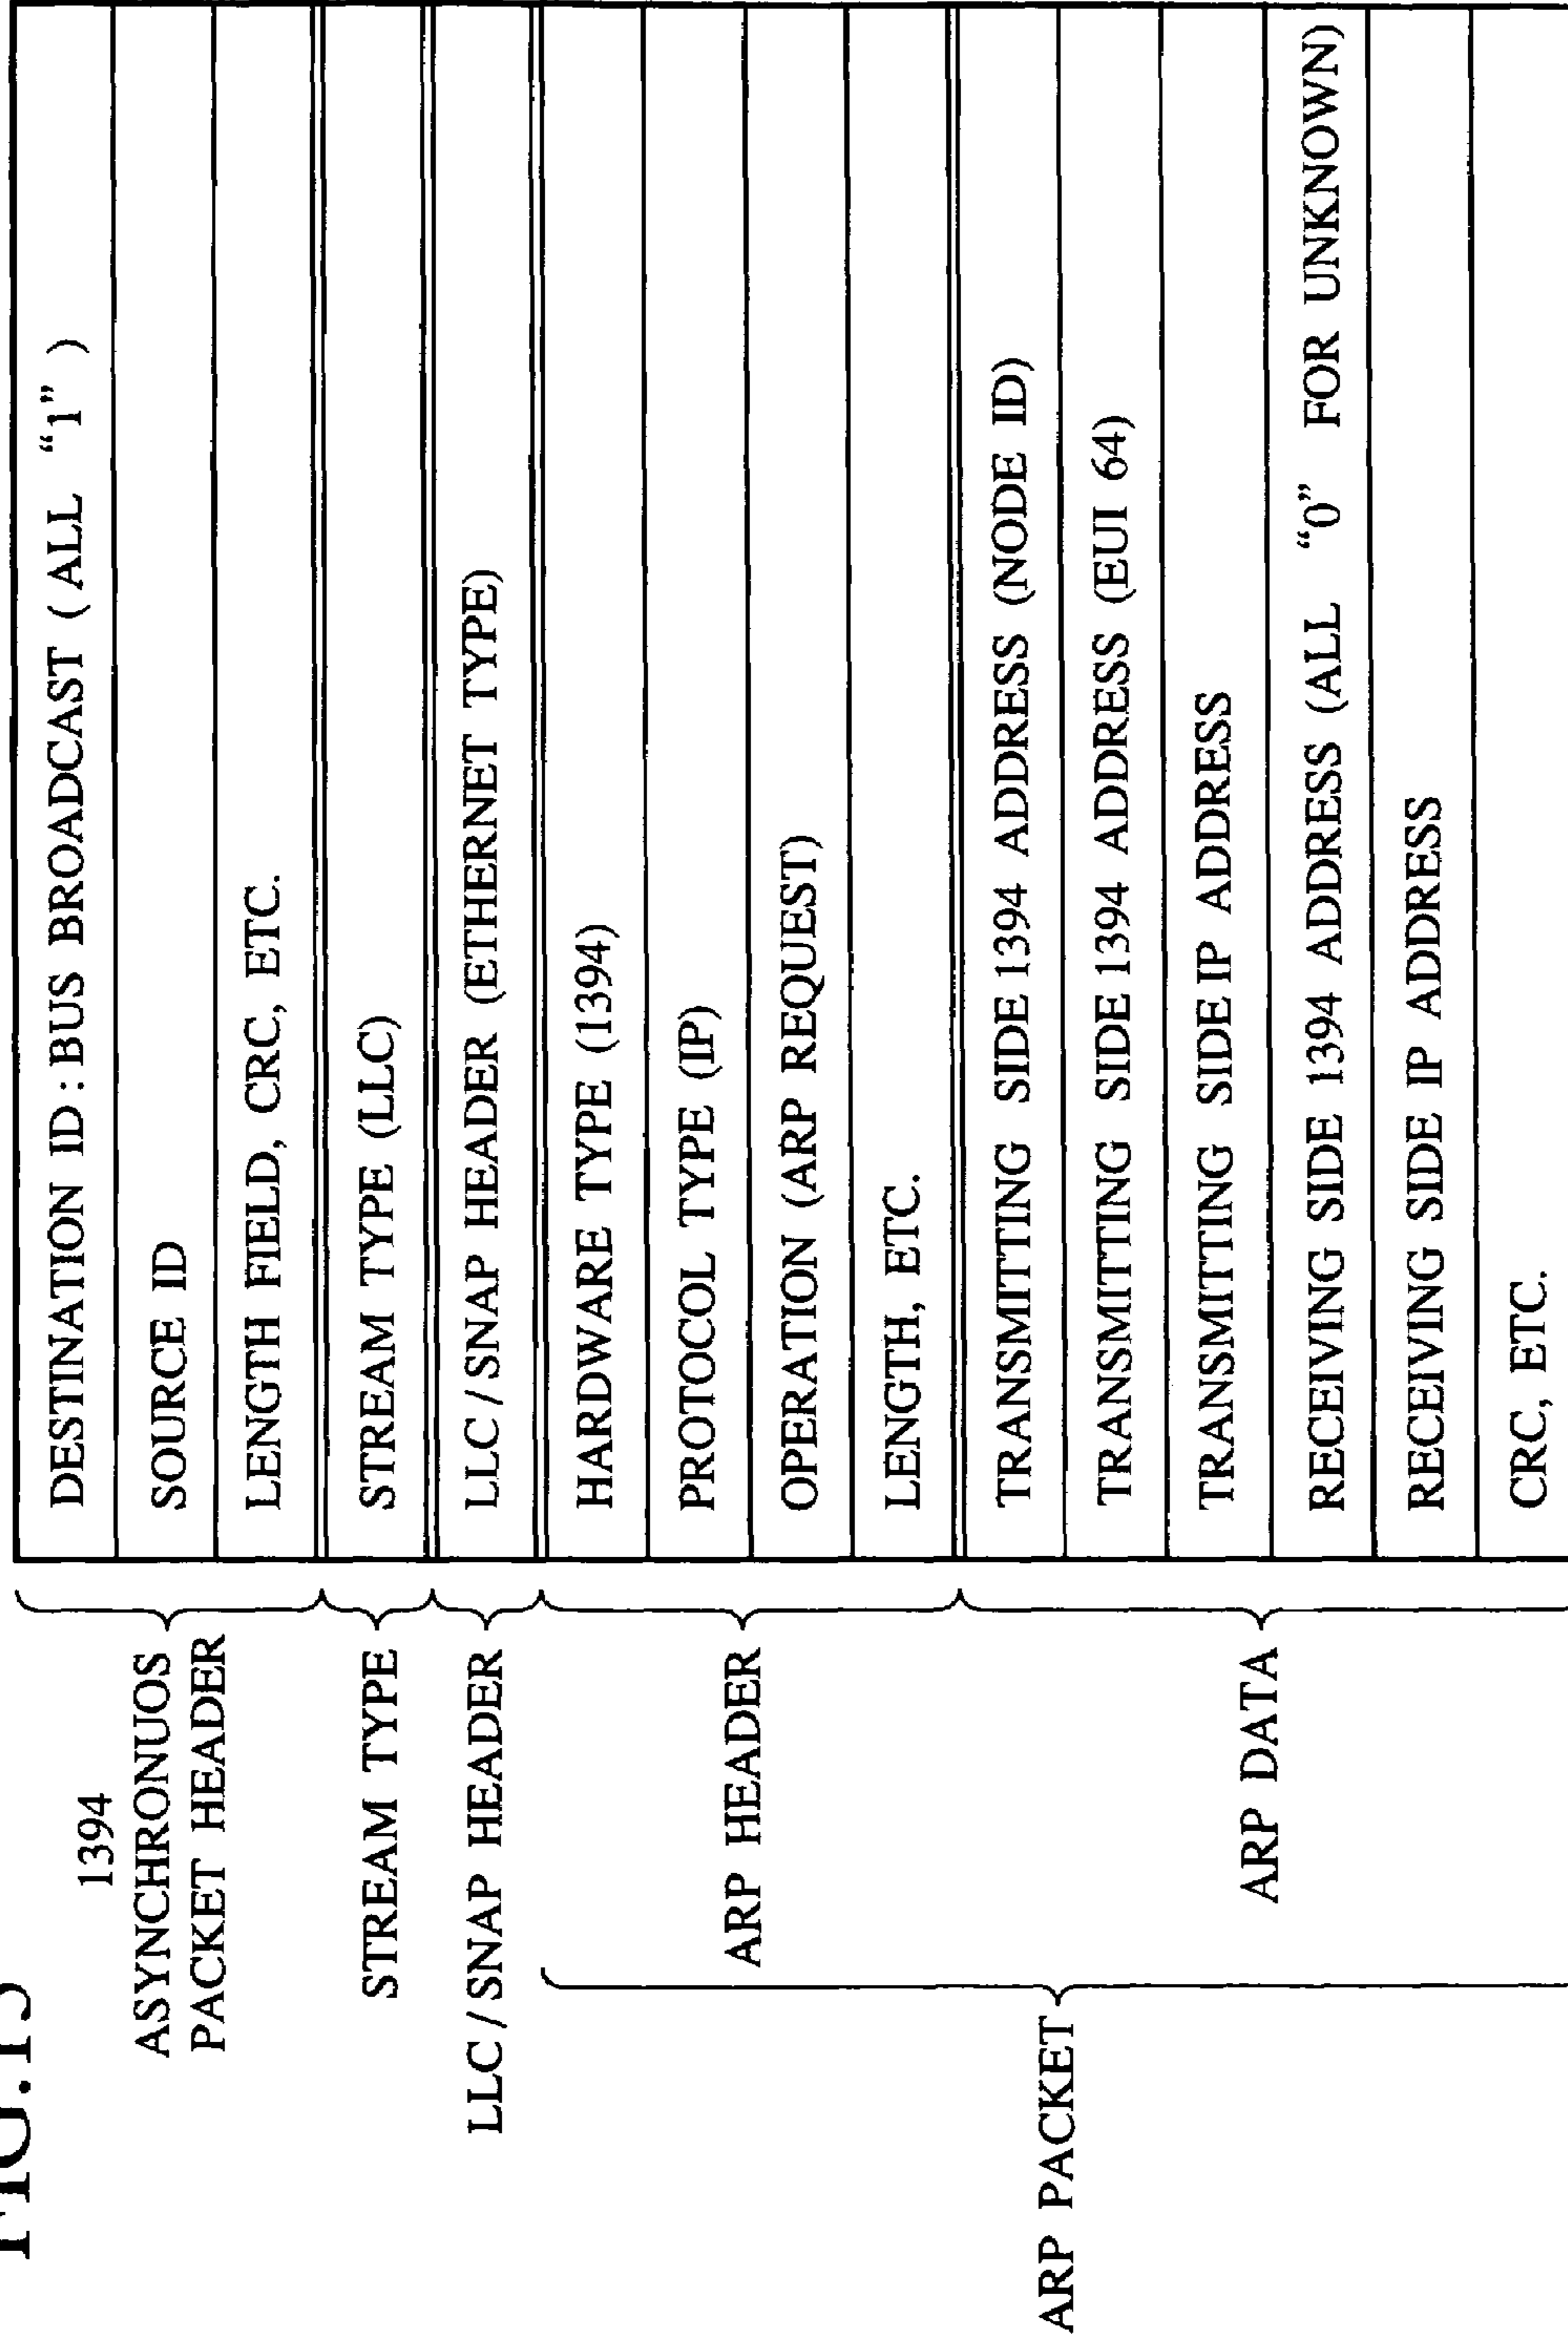 1394
ASYNCHRONUOS
PACKET HEADER
DESTINATION ID : BUS BROADCAST ( ALL “1” )
SOURCE ID
LENGTH FIELD, CRC, ETC.
STREAM TYPE
STREAM TYPE (LLC)
LLC / SNAP HEADER
LLC / SNAP HEADER (ETHERNET TYPE)
ARP PACKET
ARP HEADER
HARDWARE TYPE (1394)
PROTOCOL TYPE (IP)
OPERATION (ARP REQUEST)
LENGTH, ETC.
ARP DATA
TRANSMITTING SIDE 1394 ADDRESS (NODE ID)
TRANSMITTING SIDE 1394 ADDRESS (EUI 64)
TRANSMITTING SIDE IP ADDRESS
RECEIVING SIDE 1394 ADDRESS (ALL “0” FOR UNKNOWN)
RECEIVING SIDE IP ADDRESS
CRC, ETC.